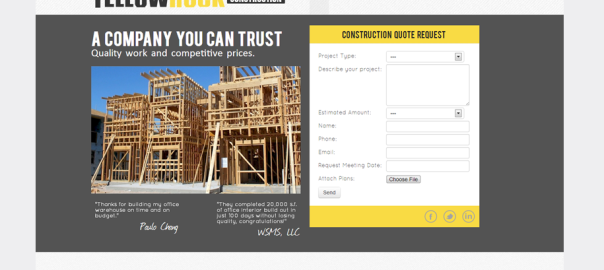 YELLOWROCK CONSTRUCTION
A COMPANY YOU CAN TRUST
Quality work and competitive prices.
"Thanks for building my office
warehouse on time and on
budget."
Paulo Cheng
"They completed 20,000 s.f.
of office interior build out in
just 100 days without losing
quality, congratulations!"
WSMS, LLC
CONSTRUCTION QUOTE REQUEST
Project Type:
---
Describe your project:
Estimated Amount:
---
Name:
Phone:
Email:
Request Meeting Date:
Attach Plans:
Choose File
Send